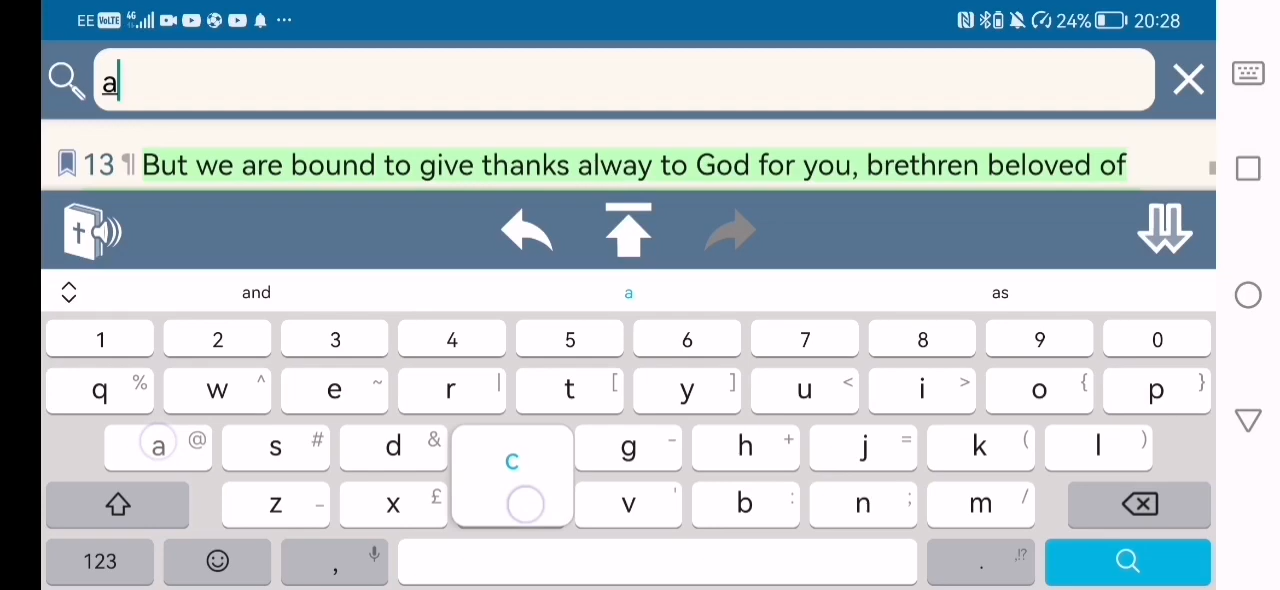 EE VoLTE 4G 24% 20:28
a
13 ¶ But we are bound to give thanks alway to God for you, brethren beloved of
and a as
1 2 3 4 5 6 7 8 9 0
q % w ^ e ~ r | t [ y ] u < i > o { p }
a @ s # d & c g - h + j = k ( l )
z _ x £ v ' b : n ; m /
123 , . ,!?